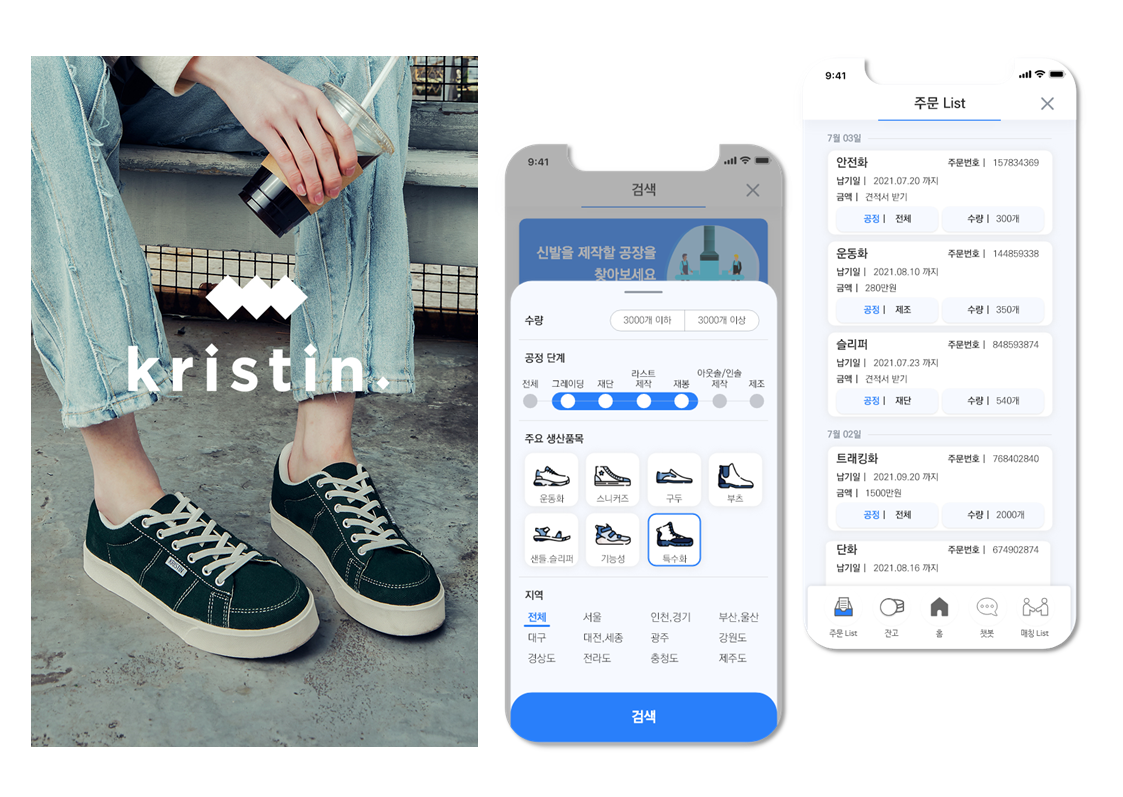 kristin.
KRISTIN
9:41
검색
신발을 제작할 공장을
찾아보세요
수량
3000개 이하
3000개 이상
공정 단계
전체 그레이딩 재단 라스트 제작 재봉 아웃솔/인솔 제작 제조
주요 생산품목
운동화 스니커즈 구두 부츠
샌들.슬리퍼 기능성 특수화
지역
전체 서울 인천,경기 부산,울산
대구 대전,세종 광주 강원도
경상도 전라도 충청도 제주도
검색
9:41
주문 List
7월 03일
안전화 주문번호 | 157834369
납기일 | 2021.07.20 까지
금액 | 견적서 받기
공정 | 전체 수량 | 300개
운동화 주문번호 | 144859338
납기일 | 2021.08.10 까지
금액 | 280만원
공정 | 제조 수량 | 350개
슬리퍼 주문번호 | 848593874
납기일 | 2021.07.23 까지
금액 | 견적서 받기
공정 | 재단 수량 | 540개
7월 02일
트래킹화 주문번호 | 768402840
납기일 | 2021.09.20 까지
금액 | 1500만원
공정 | 전체 수량 | 2000개
단화 주문번호 | 674902874
납기일 | 2021.08.16 까지
주문 List 잔고 홈 챗봇 매칭 List